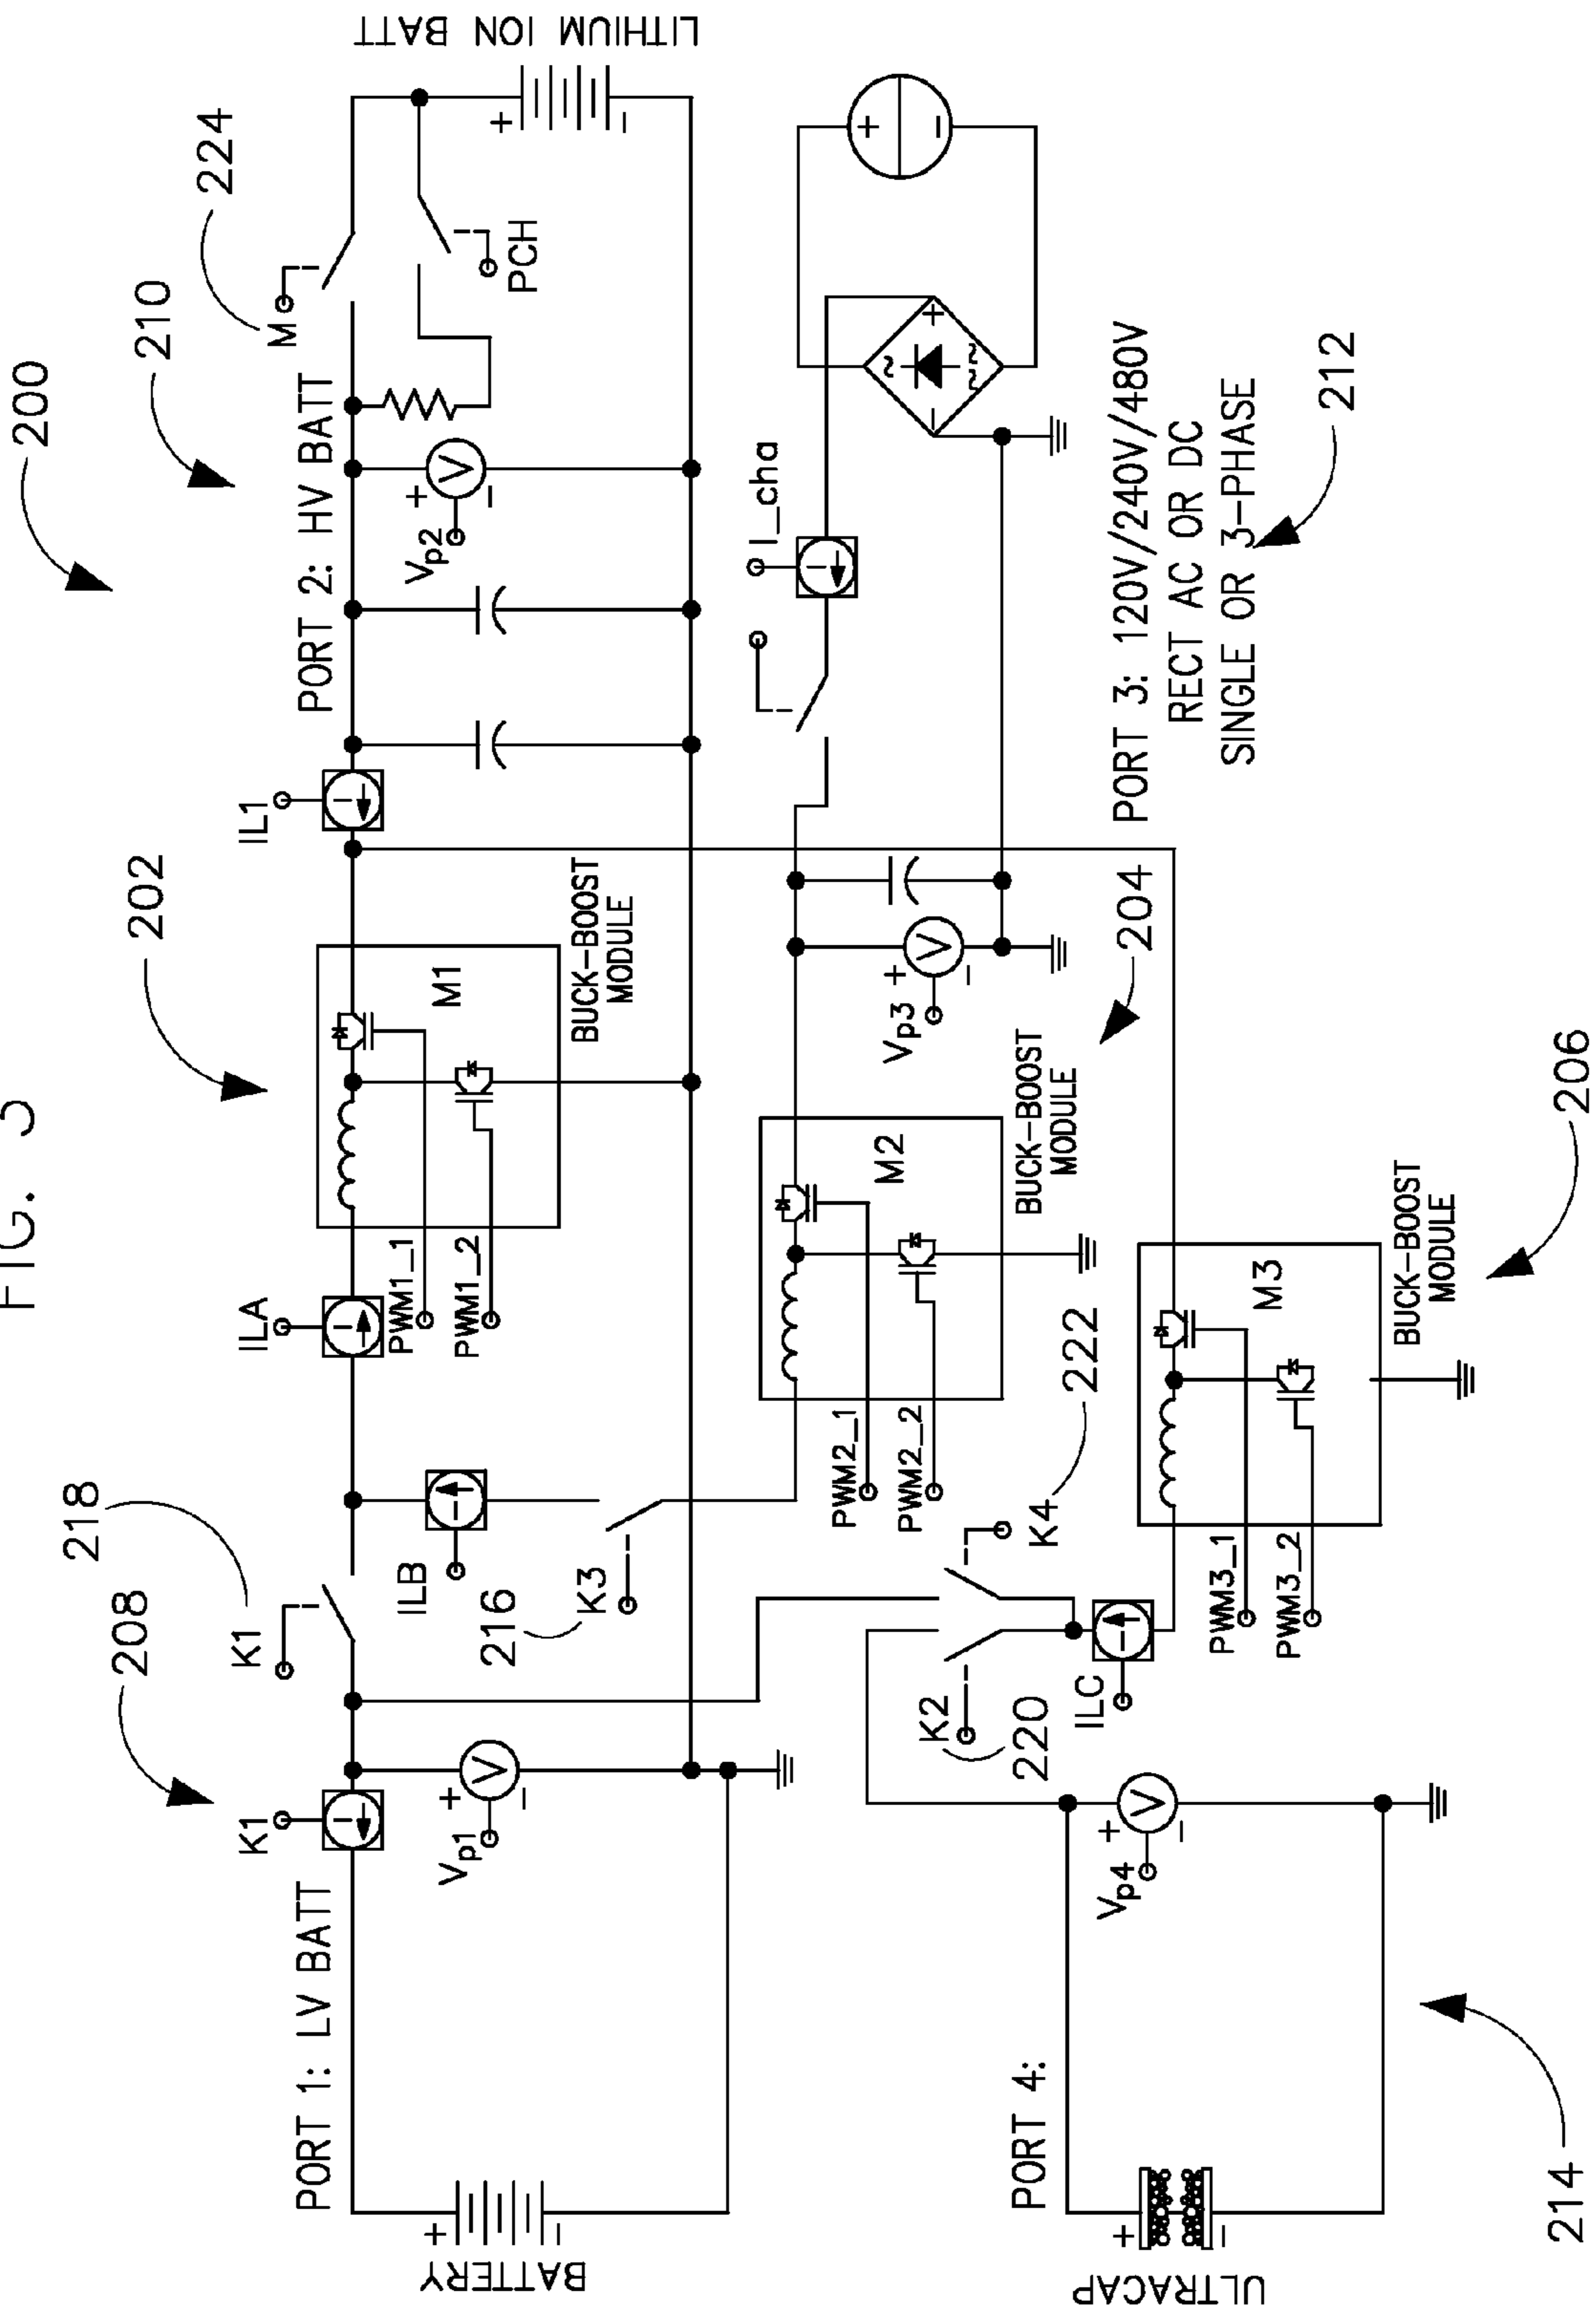 FIG. 3
200
202
210
224
218
208
K1
K1
ILA
IL1
M
PORT 1: LV BATT
PORT 2: HV BATT
BATTERY
LITHIUM ION BATT
Vp1
Vp2
PCH
M1
BUCK-BOOST
MODULE
PWM1_1
PWM1_2
ILB
216
K3
I_cha
M2
BUCK-BOOST
MODULE
PWM2_1
PWM2_2
Vp3
204
K2
220
K4
222
ILC
M3
BUCK-BOOST
MODULE
PWM3_1
PWM3_2
206
PORT 3: 120V/240V/480V
RECT AC OR DC
SINGLE OR 3-PHASE
212
PORT 4:
ULTRACAP
Vp4
214